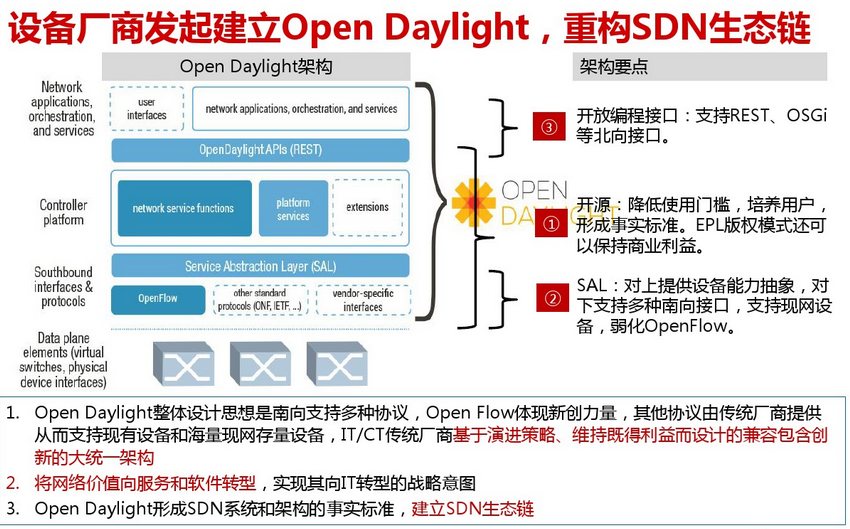 设备厂商发起建立Open Daylight，重构SDN生态链
Open Daylight架构
架构要点
Network
applications,
orchestration,
and services
user
interfaces
network applications, orchestration, and services
OpenDaylight APIs (REST)
Controller
platform
network service functions
platform
services
extensions
Service Abstraction Layer (SAL)
Southbound
interfaces &
protocols
OpenFlow
other standard
protocols (ONF, IETF, ...)
vendor-specific
interfaces
Data plane
elements (virtual
switches, physical
device interfaces)
OPEN
DAYLIGHT
③
开放编程接口：支持REST、OSGi
等北向接口。
①
开源：降低使用门槛，培养用户，
形成事实标准。EPL版权模式还可
以保持商业利益。
②
SAL：对上提供设备能力抽象，对
下支持多种南向接口，支持现网设
备，弱化OpenFlow。
1. Open Daylight整体设计思想是南向支持多种协议，Open Flow体现新创力量，其他协议由传统厂商提供
从而支持现有设备和海量现网存量设备，IT/CT传统厂商基于演进策略、维持既得利益而设计的兼容包含创
新的大统一架构
2. 将网络价值向服务和软件转型，实现其向IT转型的战略意图
3. Open Daylight形成SDN系统和架构的事实标准，建立SDN生态链